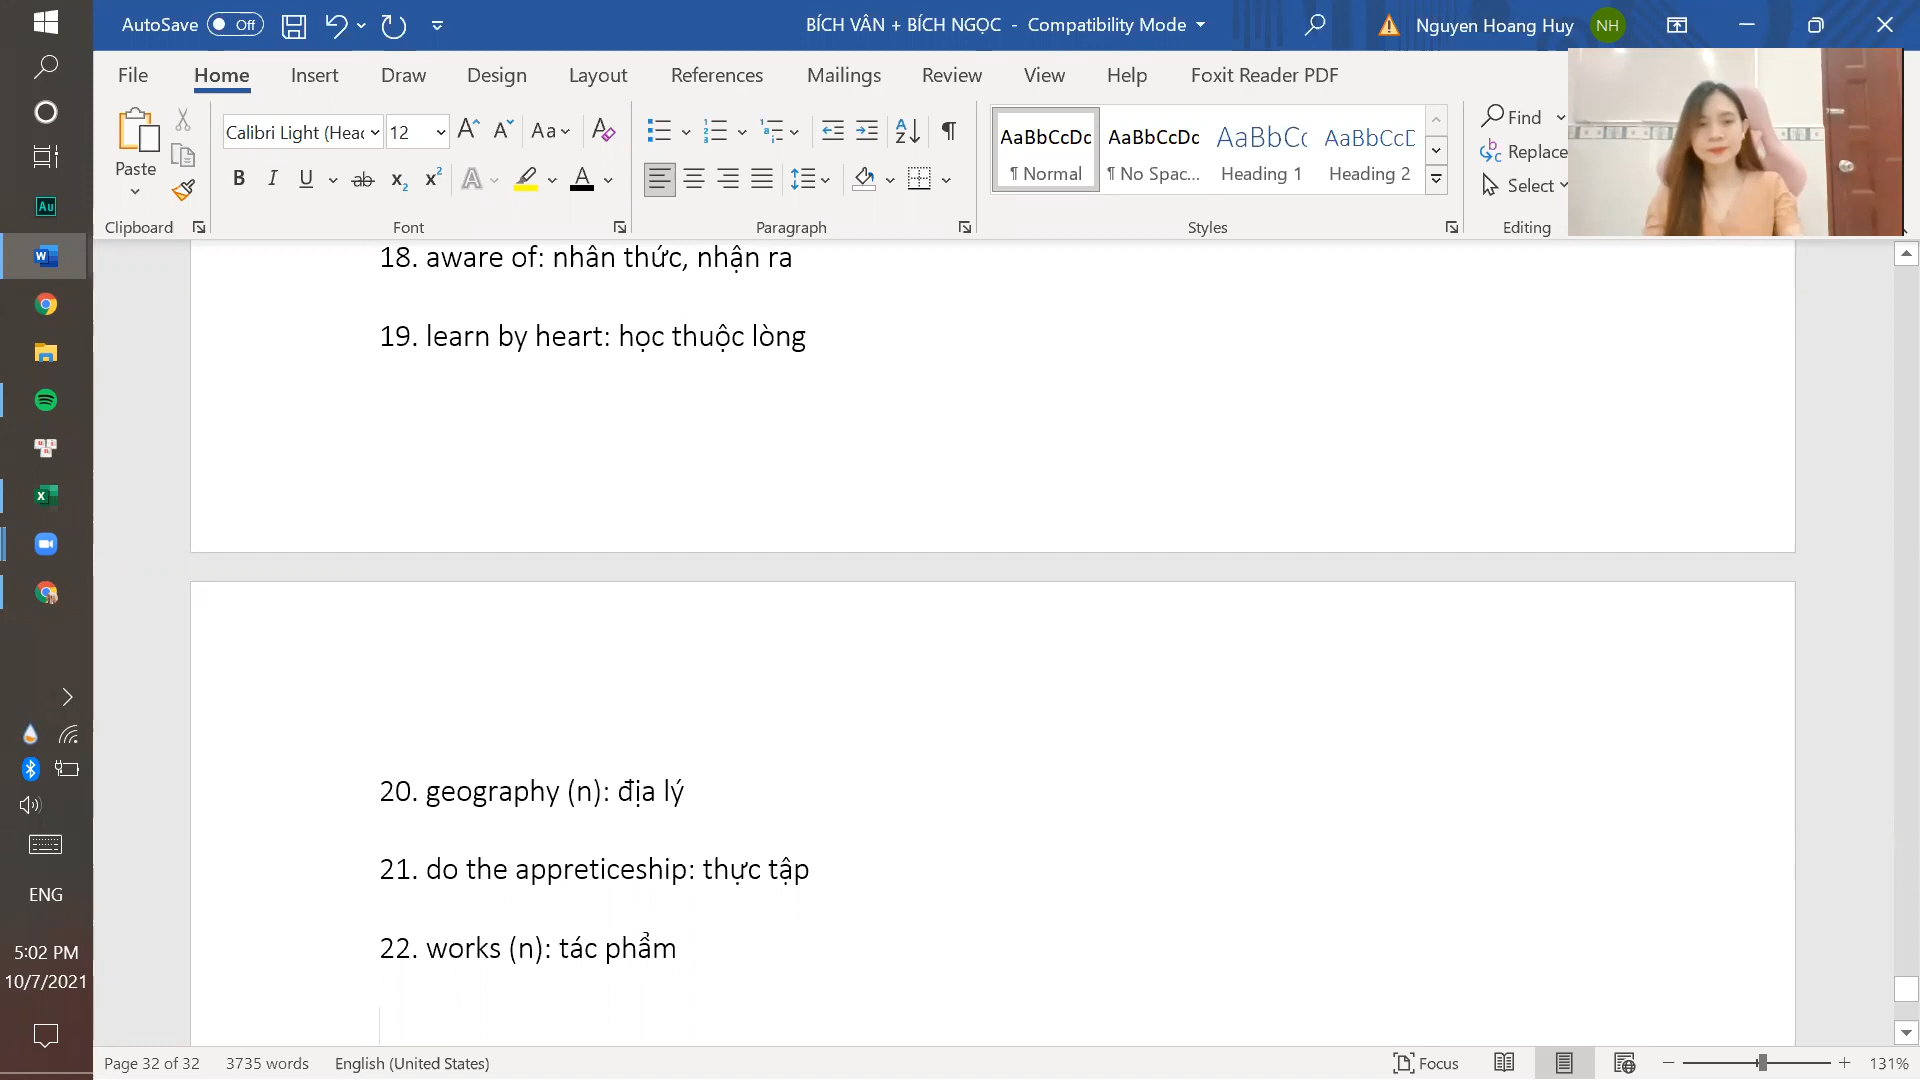 AutoSave Off BÍCH VÂN + BÍCH NGỌC - Compatibility Mode Nguyen Hoang Huy NH
File Home Insert Draw Design Layout References Mailings Review View Help Foxit Reader PDF
Paste
Calibri Light (Head 12
Aa
B I U ab x₂ x² A A
AaBbCcDc AaBbCcDc AaBbCc AaBbCcD
¶ Normal ¶ No Spac... Heading 1 Heading 2
Find
Replace
Select
Clipboard Font Paragraph Styles Editing
18. aware of: nhân thức, nhận ra
19. learn by heart: học thuộc lòng
20. geography (n): địa lý
21. do the appreticeship: thực tập
22. works (n): tác phẩm
Au
ENG
5:02 PM
10/7/2021
Page 32 of 32 3735 words English (United States) Focus 131%